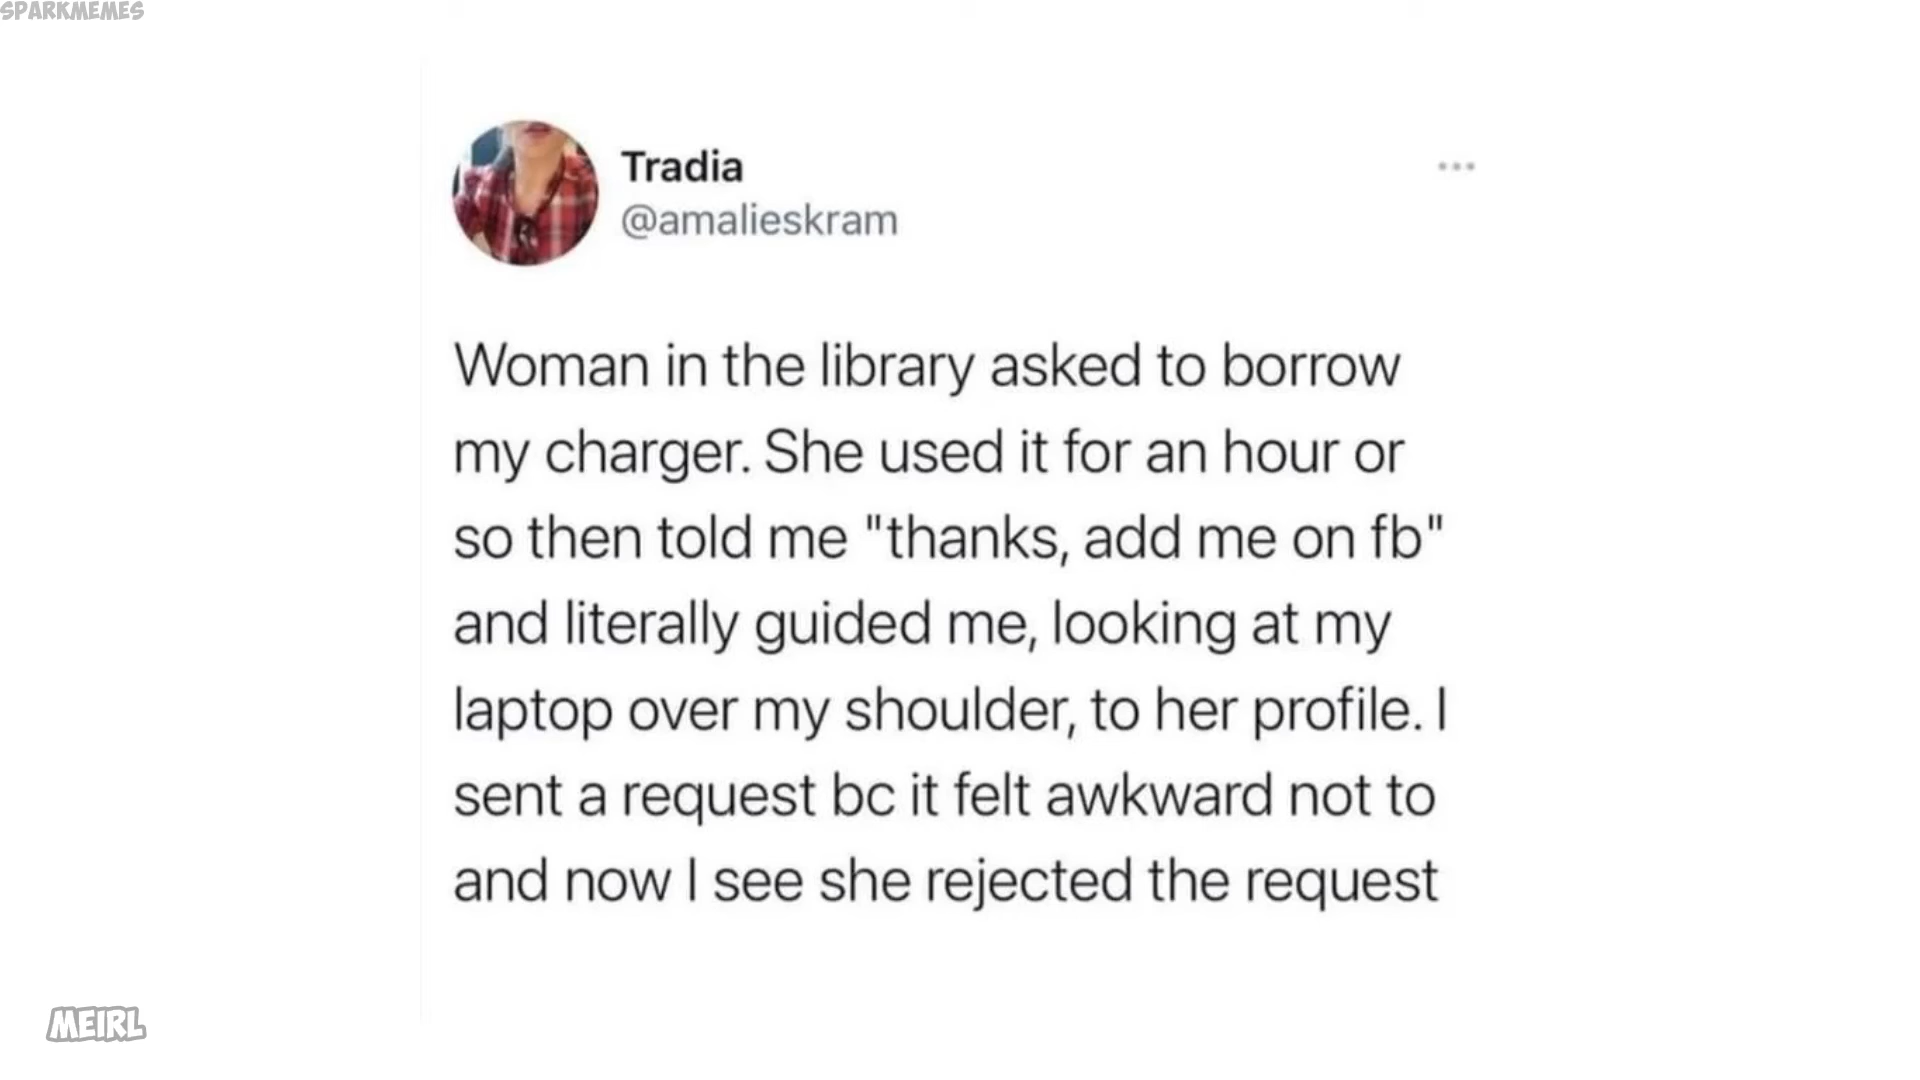 SPARKMEMES
Tradia
@amalieskram
Woman in the library asked to borrow
my charger. She used it for an hour or
so then told me "thanks, add me on fb"
and literally guided me, looking at my
laptop over my shoulder, to her profile. I
sent a request bc it felt awkward not to
and now I see she rejected the request
MEIRL